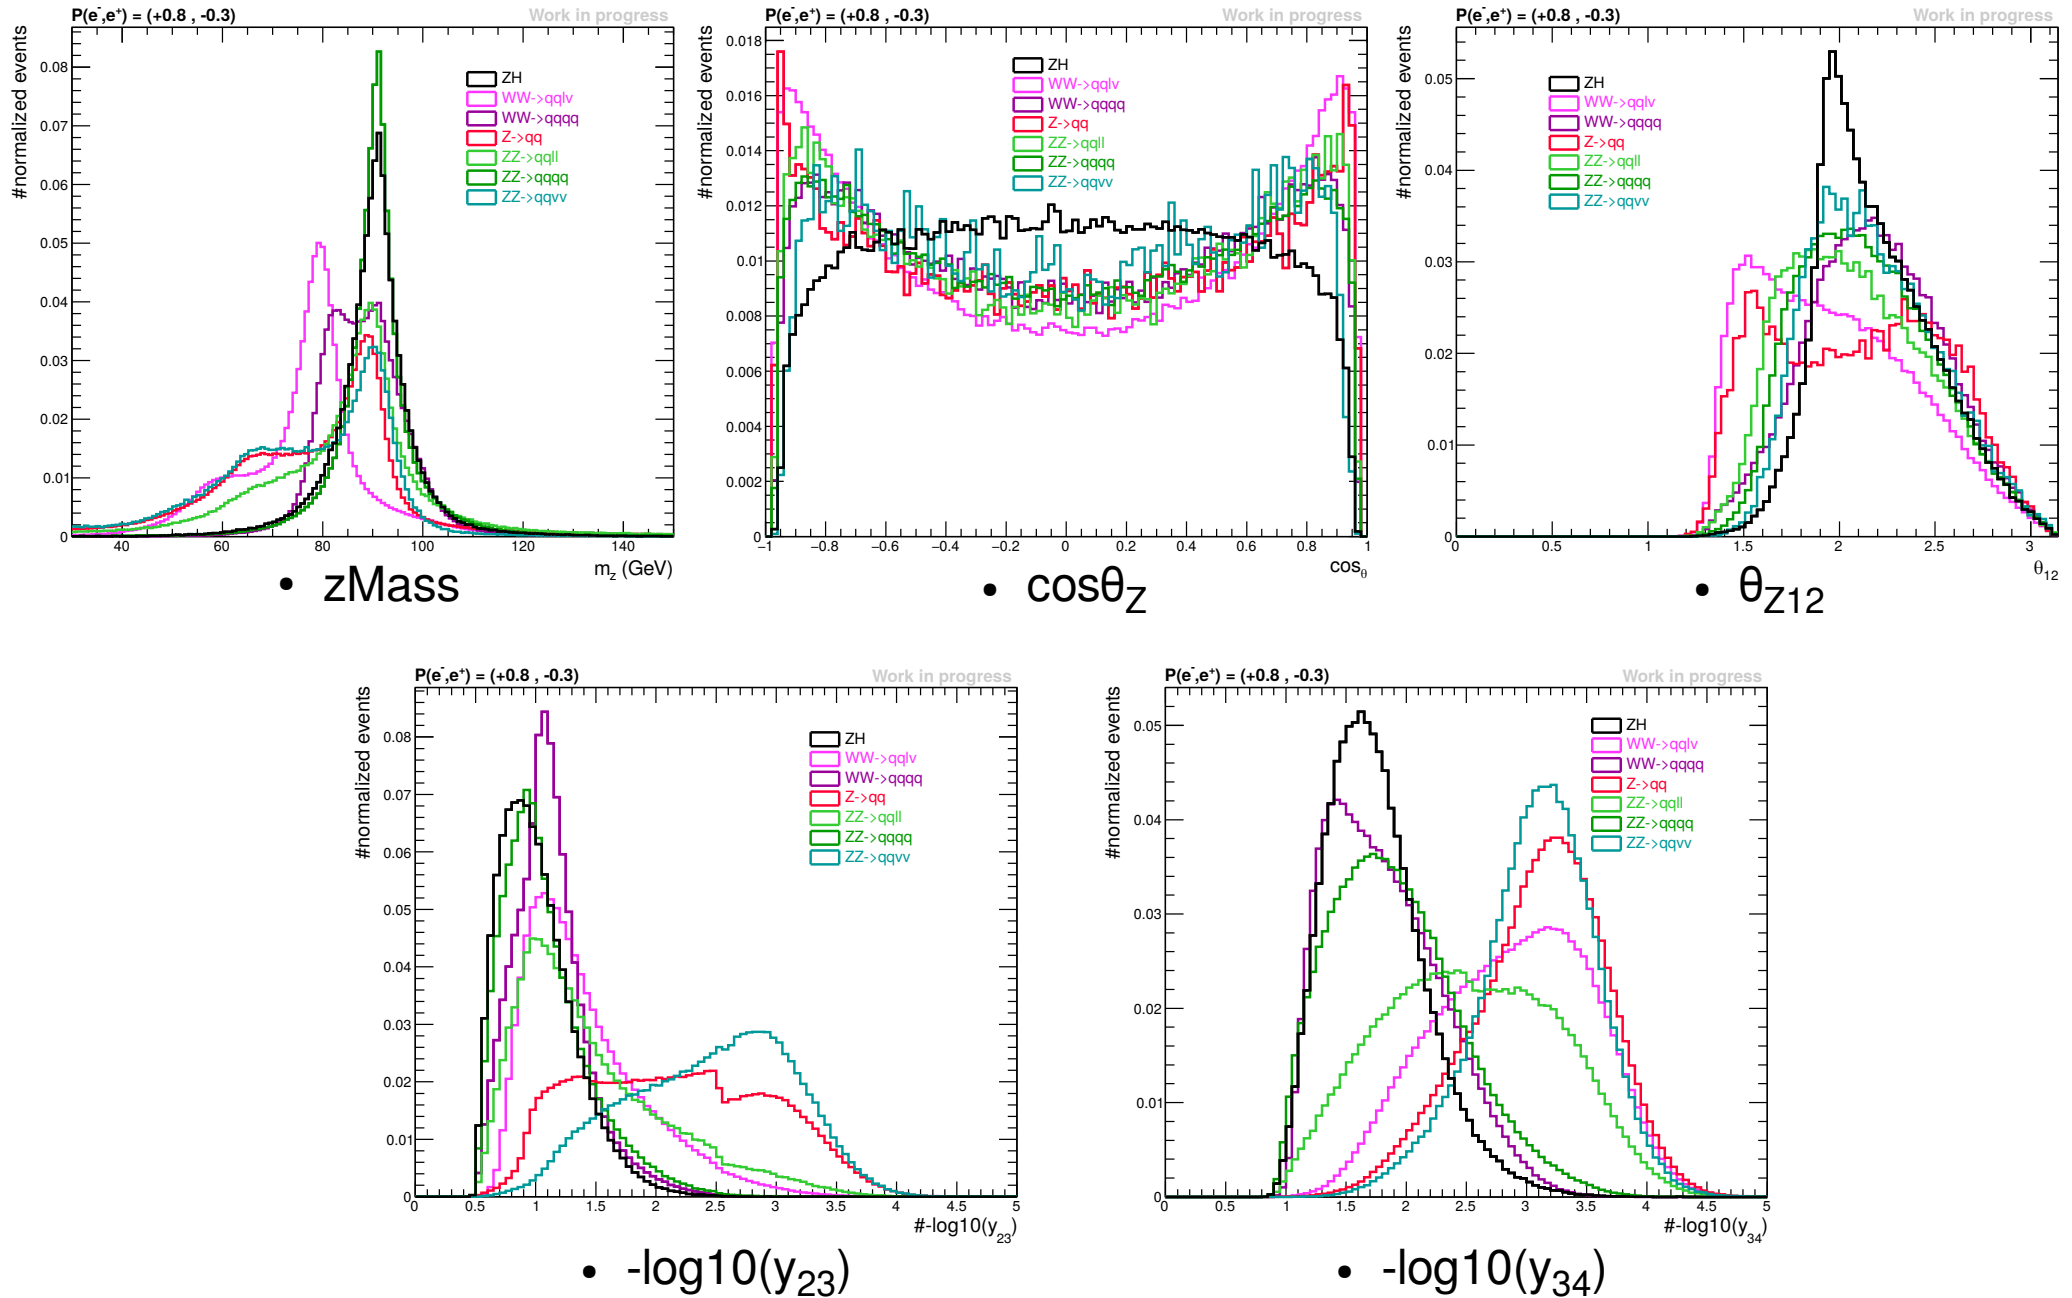 P(e-,e+) = (+0.8 , -0.3)
Work in progress
#normalized events
ZH
WW->qqlv
WW->qqqq
Z->qq
ZZ->qqll
ZZ->qqqq
ZZ->qqvv
0.08
0.07
0.06
0.05
0.04
0.03
0.02
0.01
0
40 60 80 100 120 140
m_z (GeV)
• zMass
P(e-,e+) = (+0.8 , -0.3)
Work in progress
#normalized events
ZH
WW->qqlv
WW->qqqq
Z->qq
ZZ->qqll
ZZ->qqqq
ZZ->qqvv
0.018
0.016
0.014
0.012
0.01
0.008
0.006
0.004
0.002
0
−1 −0.8 −0.6 −0.4 −0.2 0 0.2 0.4 0.6 0.8 1
cos_θ
• cosθ_Z
P(e-,e+) = (+0.8 , -0.3)
Work in progress
#normalized events
ZH
WW->qqlv
WW->qqqq
Z->qq
ZZ->qqll
ZZ->qqqq
ZZ->qqvv
0.05
0.04
0.03
0.02
0.01
0
0 0.5 1 1.5 2 2.5 3
θ_12
• θ_Z12
P(e-,e+) = (+0.8 , -0.3)
Work in progress
#normalized events
ZH
WW->qqlv
WW->qqqq
Z->qq
ZZ->qqll
ZZ->qqqq
ZZ->qqvv
0.08
0.07
0.06
0.05
0.04
0.03
0.02
0.01
0
0 0.5 1 1.5 2 2.5 3 3.5 4 4.5 5
#-log10(y_23)
• -log10(y_23)
P(e-,e+) = (+0.8 , -0.3)
Work in progress
#normalized events
ZH
WW->qqlv
WW->qqqq
Z->qq
ZZ->qqll
ZZ->qqqq
ZZ->qqvv
0.05
0.04
0.03
0.02
0.01
0
0 0.5 1 1.5 2 2.5 3 3.5 4 4.5 5
#-log10(y_34)
• -log10(y_34)